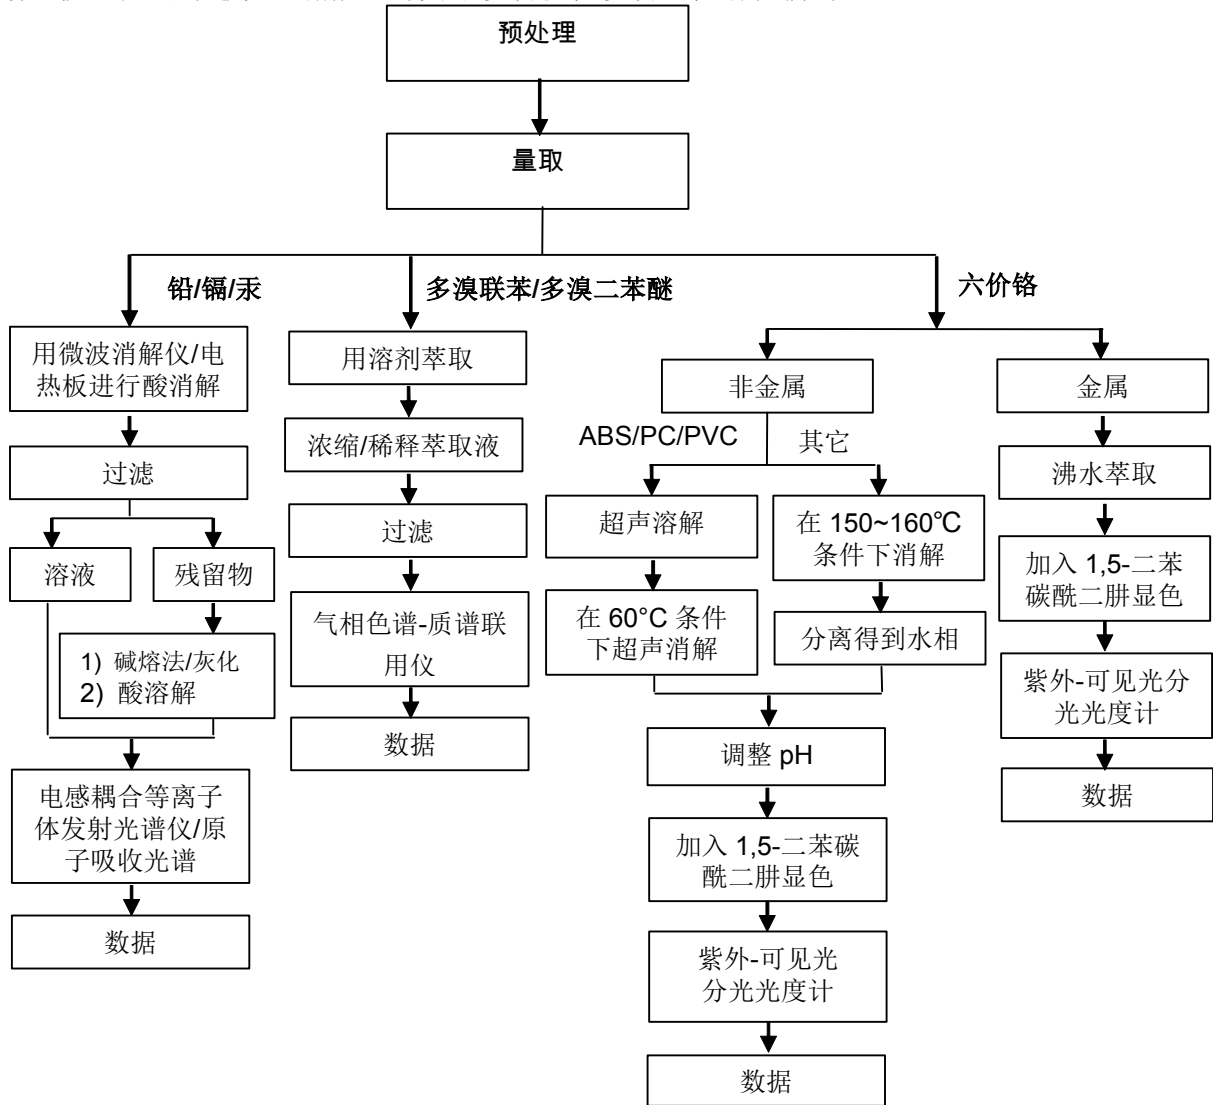 预处理
量取
铅/镉/汞
多溴联苯/多溴二苯醚
六价铬
用微波消解仪/电
热板进行酸消解
过滤
溶液
残留物
1) 碱熔法/灰化
2) 酸溶解
电感耦合等离子
体发射光谱仪/原
子吸收光谱
数据
用溶剂萃取
浓缩/稀释萃取液
过滤
气相色谱-质谱联
用仪
数据
非金属
ABS/PC/PVC
其它
超声溶解
在 60°C 条件
下超声消解
在 150~160℃
条件下消解
分离得到水相
调整 pH
加入 1,5-二苯碳
酰二肼显色
紫外-可见光
分光光度计
数据
金属
沸水萃取
加入 1,5-二苯
碳酰二肼显色
紫外-可见光分
光光度计
数据